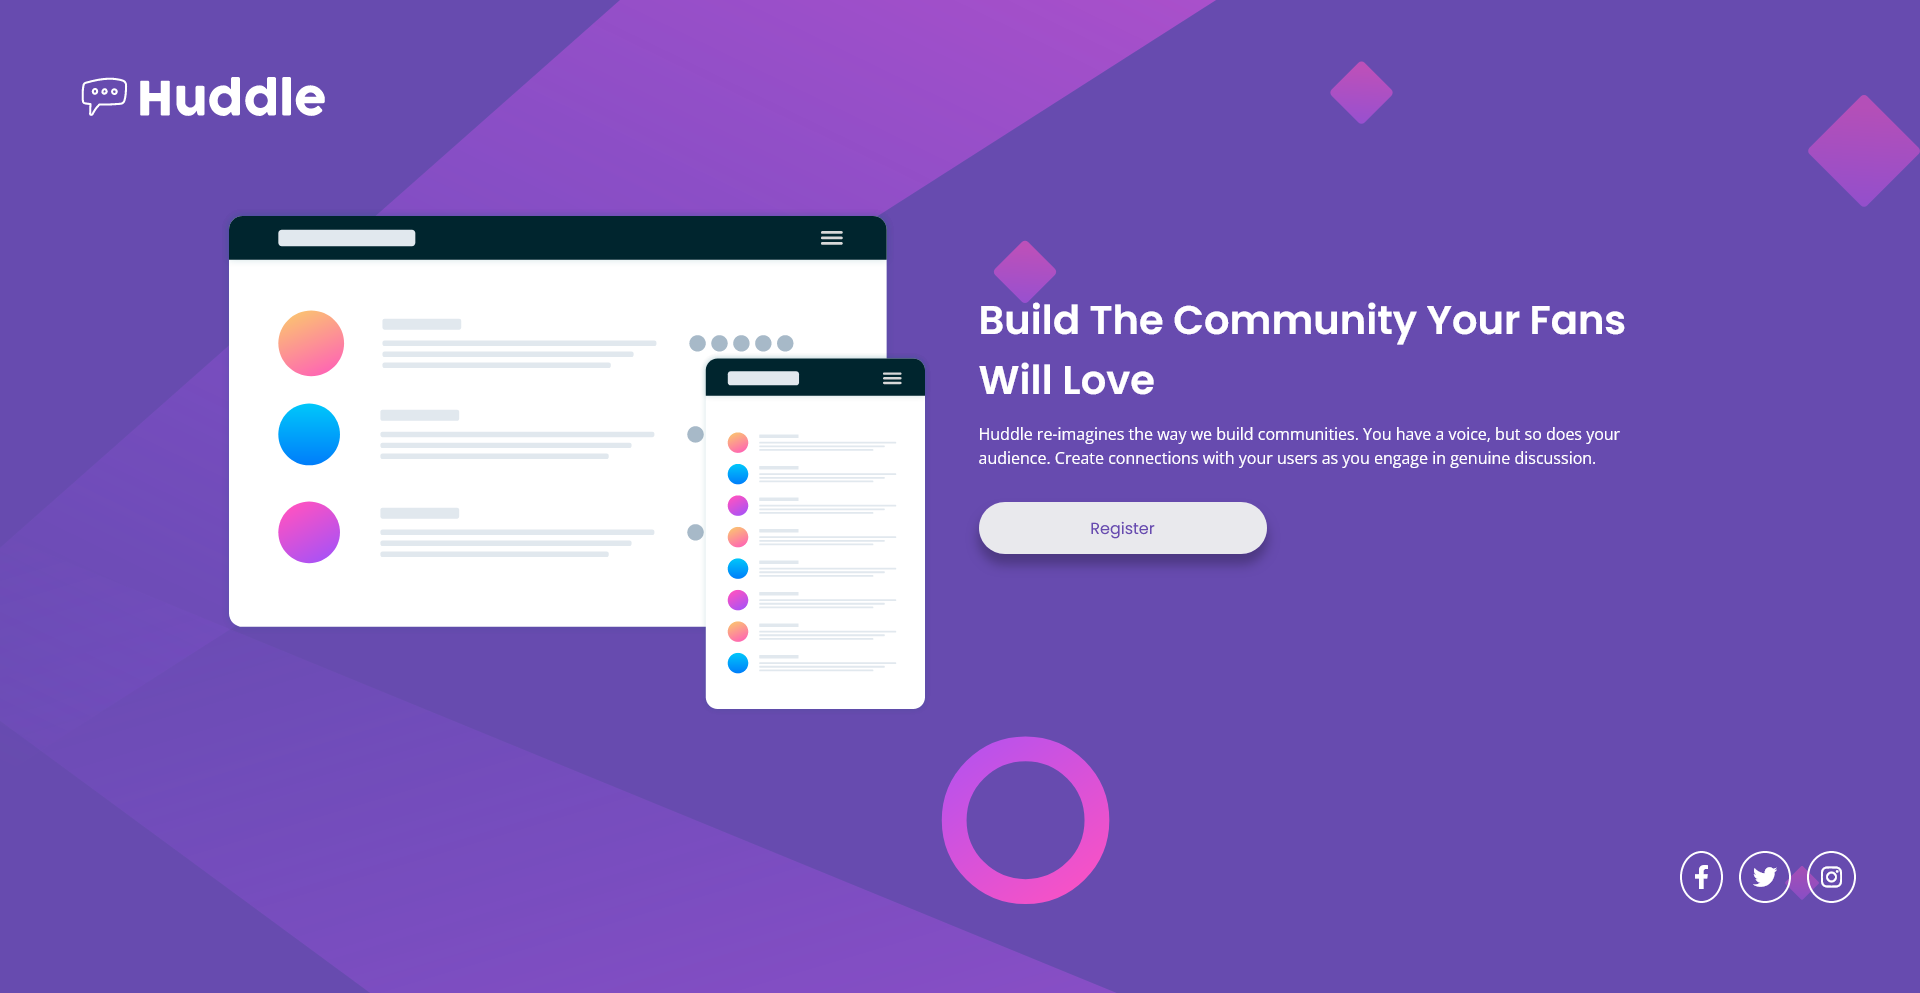 Huddle
Build The Community Your Fans
Will Love
Huddle re-imagines the way we build communities. You have a voice, but so does your
audience. Create connections with your users as you engage in genuine discussion.
Register